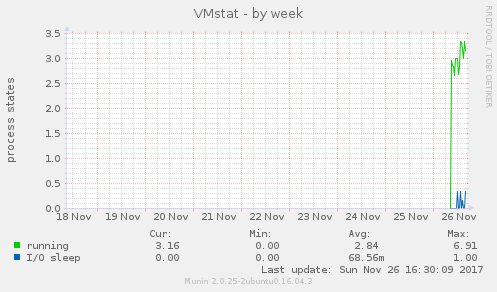 VMstat - by week
RRDTOOL / TOBI OETIKER
process states
3.5
3.0
2.5
2.0
1.5
1.0
0.5
0.0
18 Nov 19 Nov 20 Nov 21 Nov 22 Nov 23 Nov 24 Nov 25 Nov 26 Nov
Cur: Min: Avg: Max:
running 3.16 0.00 2.84 6.91
I/O sleep 0.00 0.00 68.56m 1.00
Last update: Sun Nov 26 16:30:09 2017
Munin 2.0.25-2ubuntu0.16.04.3